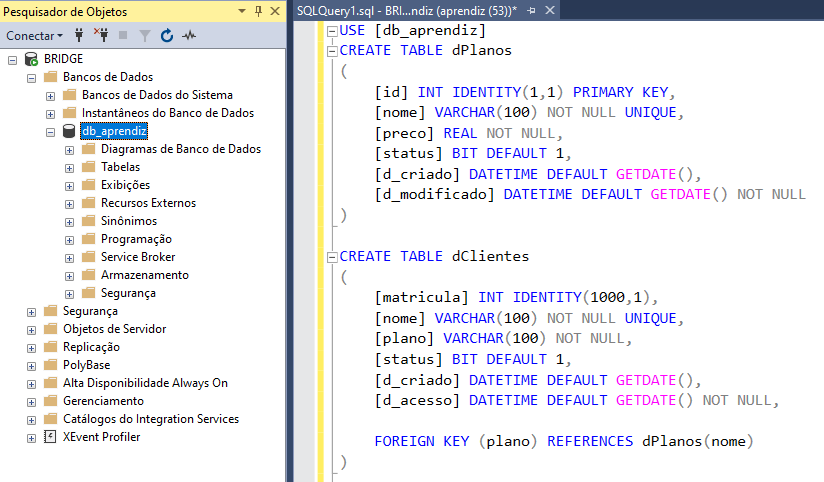 Pesquisador de Objetos
Conectar
BRIDGE
Bancos de Dados
Bancos de Dados do Sistema
Instantâneos do Banco de Dados
db_aprendiz
Diagramas de Banco de Dados
Tabelas
Exibições
Recursos Externos
Sinônimos
Programação
Service Broker
Armazenamento
Segurança
Segurança
Objetos de Servidor
Replicação
PolyBase
Alta Disponibilidade Always On
Gerenciamento
Catálogos do Integration Services
XEvent Profiler
SQLQuery1.sql - BRI...ndiz (aprendiz (53))*
USE [db_aprendiz]
CREATE TABLE dPlanos
(
[id] INT IDENTITY(1,1) PRIMARY KEY,
[nome] VARCHAR(100) NOT NULL UNIQUE,
[preco] REAL NOT NULL,
[status] BIT DEFAULT 1,
[d_criado] DATETIME DEFAULT GETDATE(),
[d_modificado] DATETIME DEFAULT GETDATE() NOT NULL
)
CREATE TABLE dClientes
(
[matricula] INT IDENTITY(1000,1),
[nome] VARCHAR(100) NOT NULL UNIQUE,
[plano] VARCHAR(100) NOT NULL,
[status] BIT DEFAULT 1,
[d_criado] DATETIME DEFAULT GETDATE(),
[d_acesso] DATETIME DEFAULT GETDATE() NOT NULL,
FOREIGN KEY (plano) REFERENCES dPlanos(nome)
)